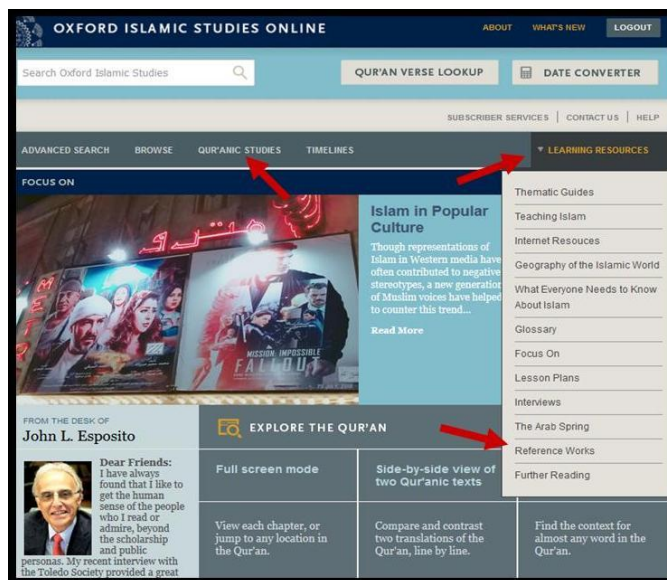 OXFORD ISLAMIC STUDIES ONLINE
ABOUT
WHAT'S NEW
LOGOUT
Search Oxford Islamic Studies
QUR'AN VERSE LOOKUP
DATE CONVERTER
SUBSCRIBER SERVICES | CONTACT US | HELP
ADVANCED SEARCH
BROWSE
QUR'ANIC STUDIES
TIMELINES
LEARNING RESOURCES
FOCUS ON
METRO
مترو
MISSION: IMPOSSIBLE
FALLOUT
Islam in Popular
Culture
Though representations of
Islam in Western media have
often contributed to negative
stereotypes, a new generation
of Muslim voices have helped
to counter this trend...
Read More
Thematic Guides
Teaching Islam
Internet Resouces
Geography of the Islamic World
What Everyone Needs to Know
About Islam
Glossary
Focus On
Lesson Plans
Interviews
The Arab Spring
Reference Works
Further Reading
FROM THE DESK OF
John L. Esposito
Dear Friends:
I have always
found that I like to
get the human
sense of the people
who I read or
admire, beyond
the scholarship
and public
personas. My recent interview with
the Toledo Society provided a great
EXPLORE THE QUR'AN
Full screen mode
View each chapter, or
jump to any location in
the Qur'an.
Side-by-side view of
two Qur'anic texts
Compare and contrast
two translations of the
Qur'an, line by line.
Find the context for
almost any word in the
Qur'an.